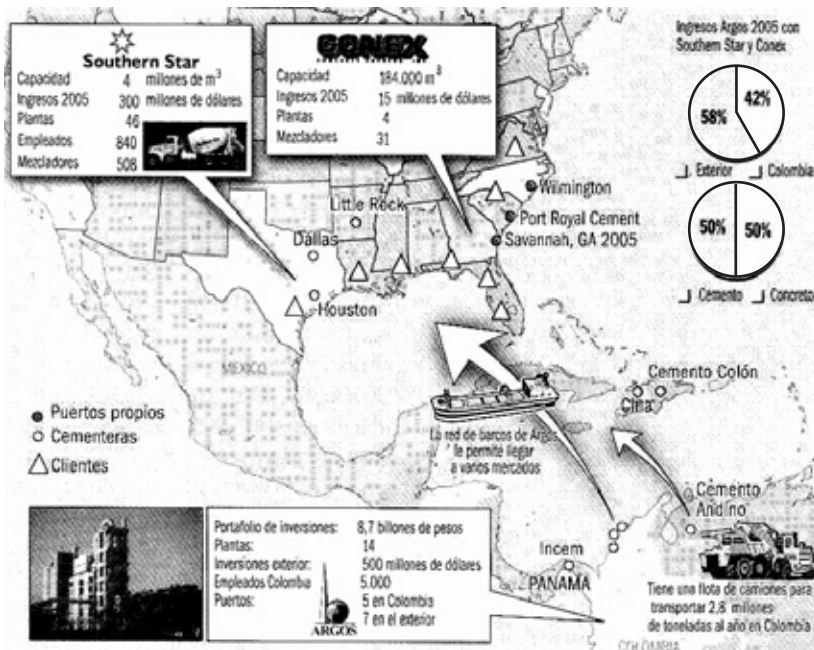 Southern Star
Capacidad 4 millones de m³
Ingresos 2005 300 millones de dólares
Plantas 46
Empleados 840
Mezcladores 508
CONEX
Capacidad 184.000 m³
Ingresos 2005 15 millones de dólares
Plantas 4
Mezcladores 31
Ingresos Argos 2005 con
Southern Star y Conex
58% 42%
Exterior Colombia
50% 50%
Cemento Concreto
Wilmington
Little Rock
Port Royal Cement
Dallas
Savannah, GA 2005
Houston
MEXICO
Cemento Colón
Cina
Puertos propios
Cementeras
Clientes
La red de barcos de Argos
le permite llegar
a varios mercados
Cemento
Andino
Incem
PANAMA
Portafolio de inversiones: 8,7 billones de pesos
Plantas: 14
Inversiones exterior: 500 millones de dólares
Empleados Colombia 5.000
Puertos: 5 en Colombia
7 en el exterior
ARGOS
Tiene una flota de camiones para
transportar 2,8 millones
de toneladas al año en Colombia
COLOMBIA